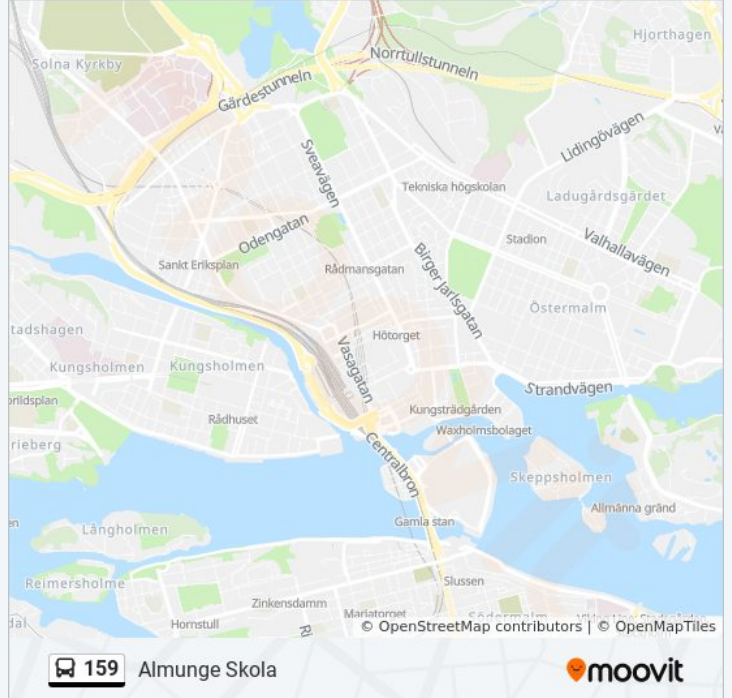 Hjorthagen
Norrtullstunneln
Solna Kyrkby
Gärdestunneln
Lidingövägen
Sveavägen
Tekniska högskolan
Ladugårdsgärdet
Odengatan
Stadion
Valhallavägen
Sankt Eriksplan
Rådmansgatan
Birger Jarlsgatan
Östermalm
tadshagen
Hötorget
Vasagatan
Kungsholmen
Kungsholmen
Strandvägen
Kungsträdgården
Rådhuset
Waxholmsbolaget
rieberg
Centralbron
Skeppsholmen
Allmänna gränd
Gamla stan
Långholmen
Reimersholme
Slussen
Zinkensdamm
Mariatorget
Hornstull
© OpenStreetMap contributors | © OpenMapTiles
159 Almunge Skola
moovit